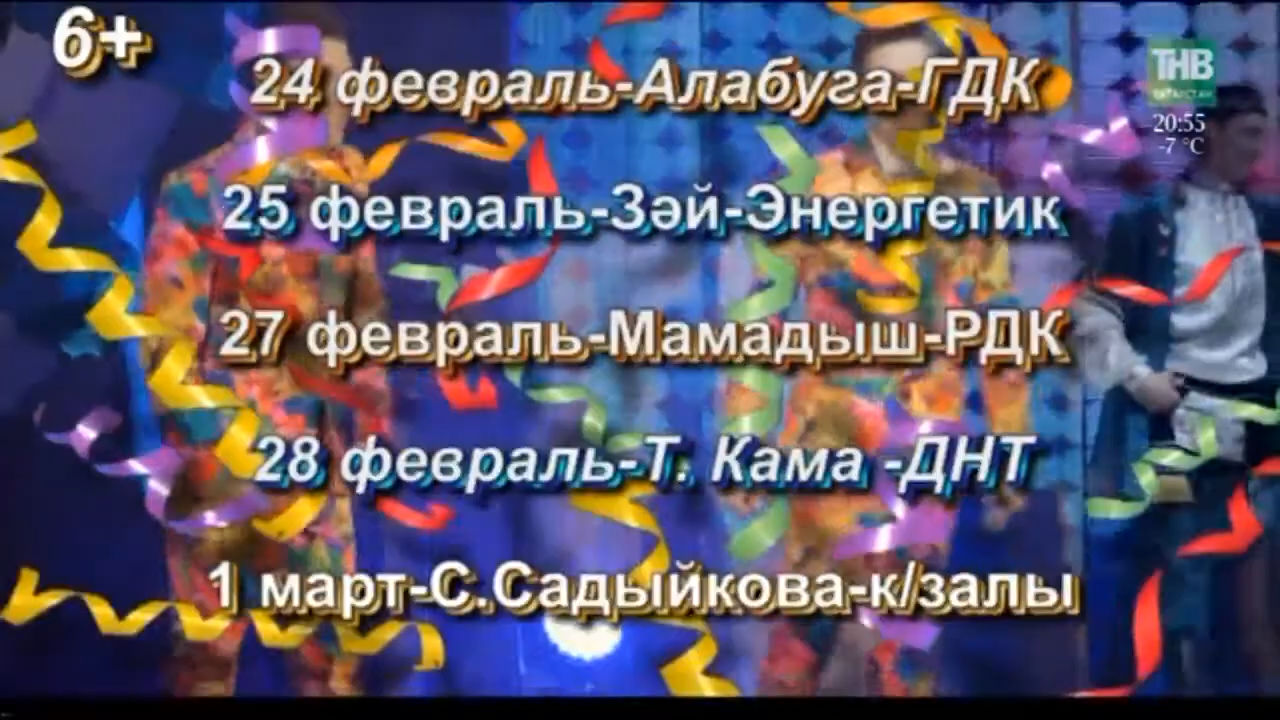 6+
24 февраль-Алабуга-ГДК
ТНВ
ТАТАРСТАН
20:55
-7 °C
25 февраль-Зәй-Энергетик
27 февраль-Мамадыш-РДК
28 февраль-Т. Кама -ДНТ
1 март-С.Садыйкова-к/залы